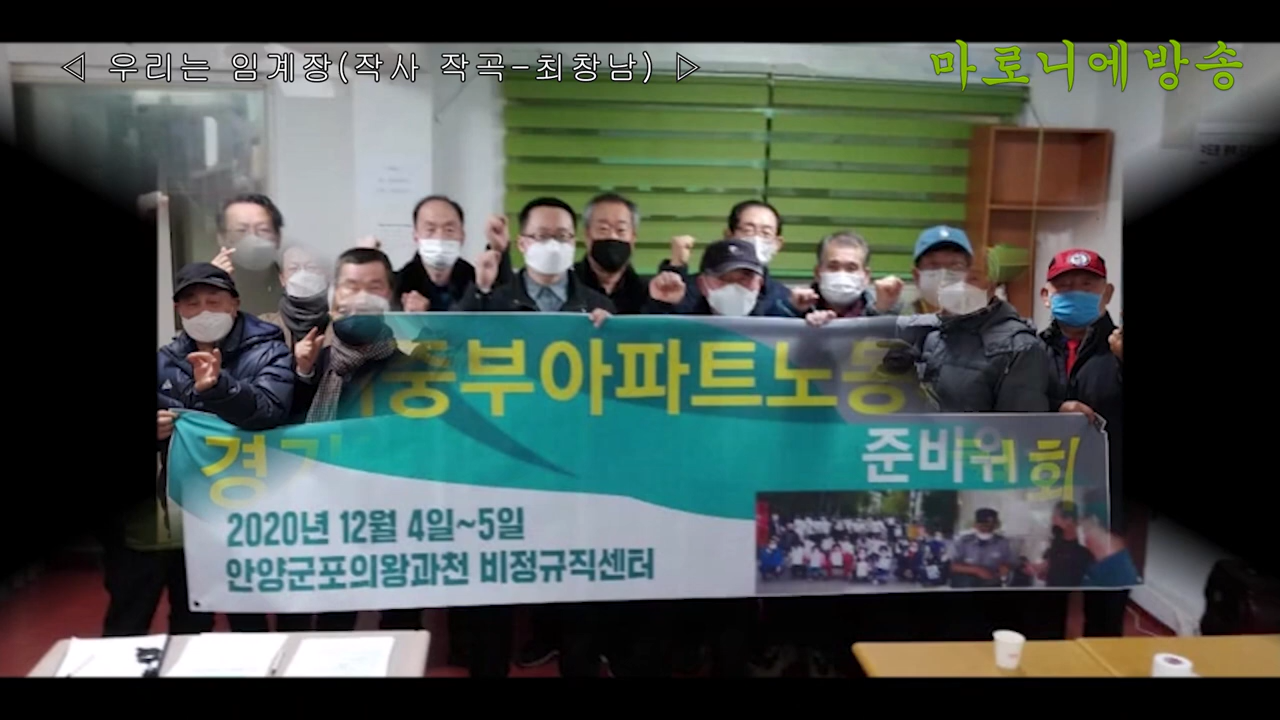 ◁ 우리는 임계장(작사 작곡-최창남) ▷
마로니에방송
중부아파트노동
경기
준비위 회
2020년 12월 4일~5일
안양군포의왕과천 비정규직센터